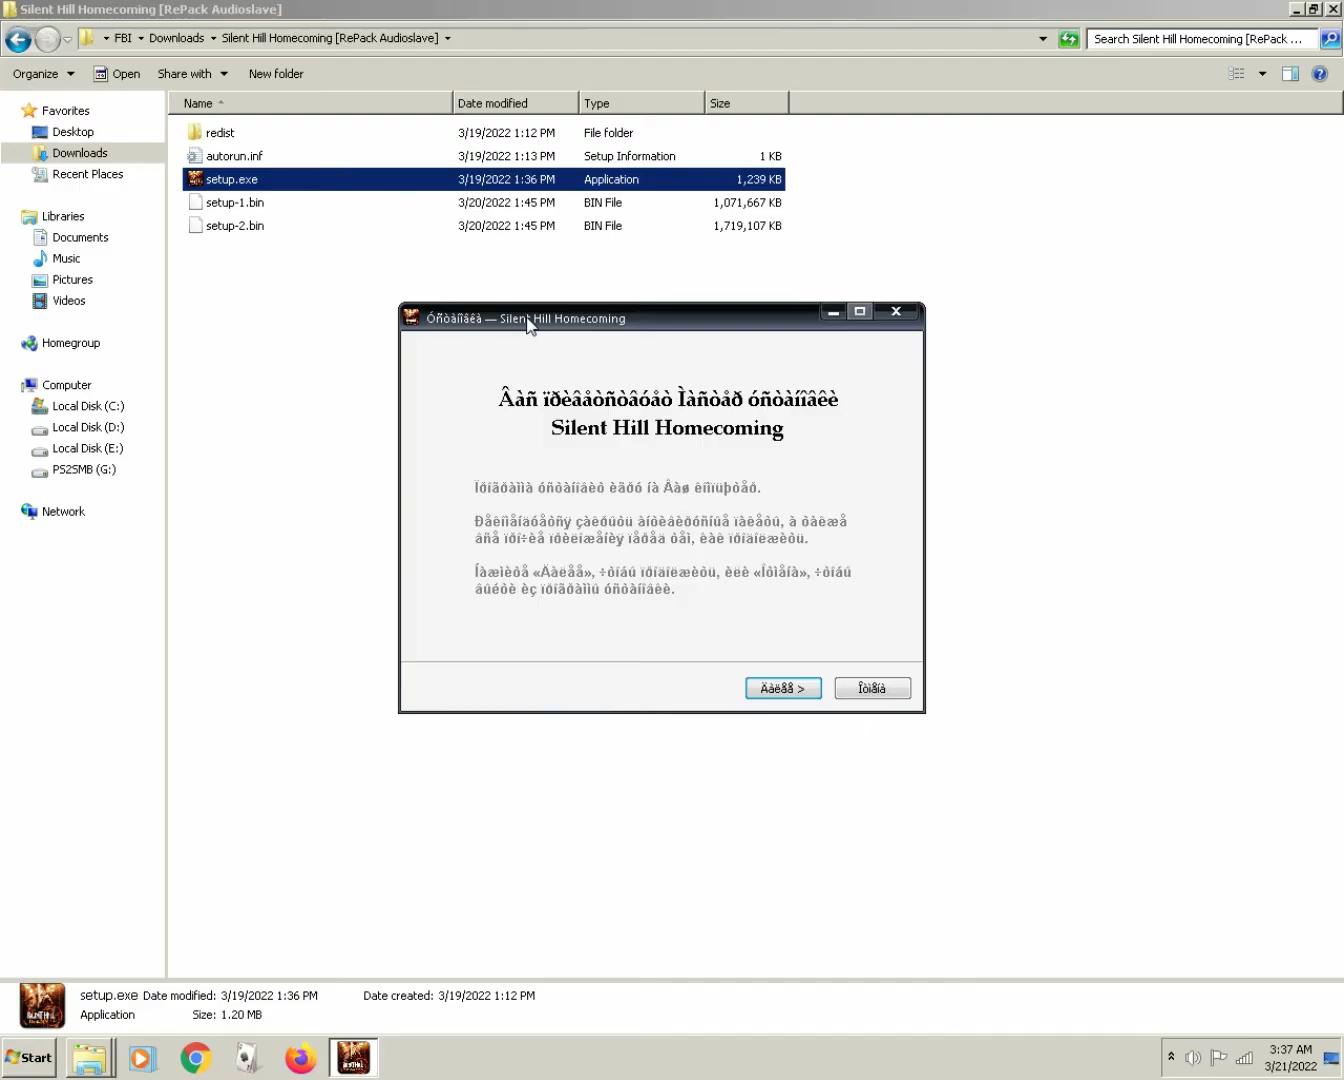 Silent Hill Homecoming [RePack Audioslave]
FBI Downloads Silent Hill Homecoming [RePack Audioslave]
Search Silent Hill Homecoming [RePack ...
Organize Open Share with New folder
Name Date modified Type Size
Favorites
Desktop
Downloads
Recent Places
Libraries
Documents
Music
Pictures
Videos
Homegroup
Computer
Local Disk (C:)
Local Disk (D:)
Local Disk (E:)
PS25MB (G:)
Network
redist 3/19/2022 1:12 PM File folder
autorun.inf 3/19/2022 1:13 PM Setup Information 1 KB
setup.exe 3/19/2022 1:36 PM Application 1,239 KB
setup-1.bin 3/20/2022 1:45 PM BIN File 1,071,667 KB
setup-2.bin 3/20/2022 1:45 PM BIN File 1,719,107 KB
Óñòàíîâêà — Silent Hill Homecoming
Âàñ ïðèâåòñòâóåò Ìàñòåð óñòàíîâêè
Silent Hill Homecoming
Ïðîãðàììà óñòàíîâèò èãðó íà Âàø êîìïüþòåð.
Ðåêîìåíäóåòñÿ çàêðûòü àíòèâèðóñíûå ïàêåòû, à òàêæå
âñå ïðî÷èå ïðèëîæåíèÿ ïåðåä òåì, êàê ïðîäîëæèòü.
Íàæìèòå «Äàëåå», ÷òîáû ïðîäîëæèòü, èëè «Îòìåíà», ÷òîáû
âûéòè èç ïðîãðàììû óñòàíîâêè.
Äàëåå > Îòìåíà
setup.exe Date modified: 3/19/2022 1:36 PM Date created: 3/19/2022 1:12 PM
Application Size: 1.20 MB
Start
3:37 AM
3/21/2022